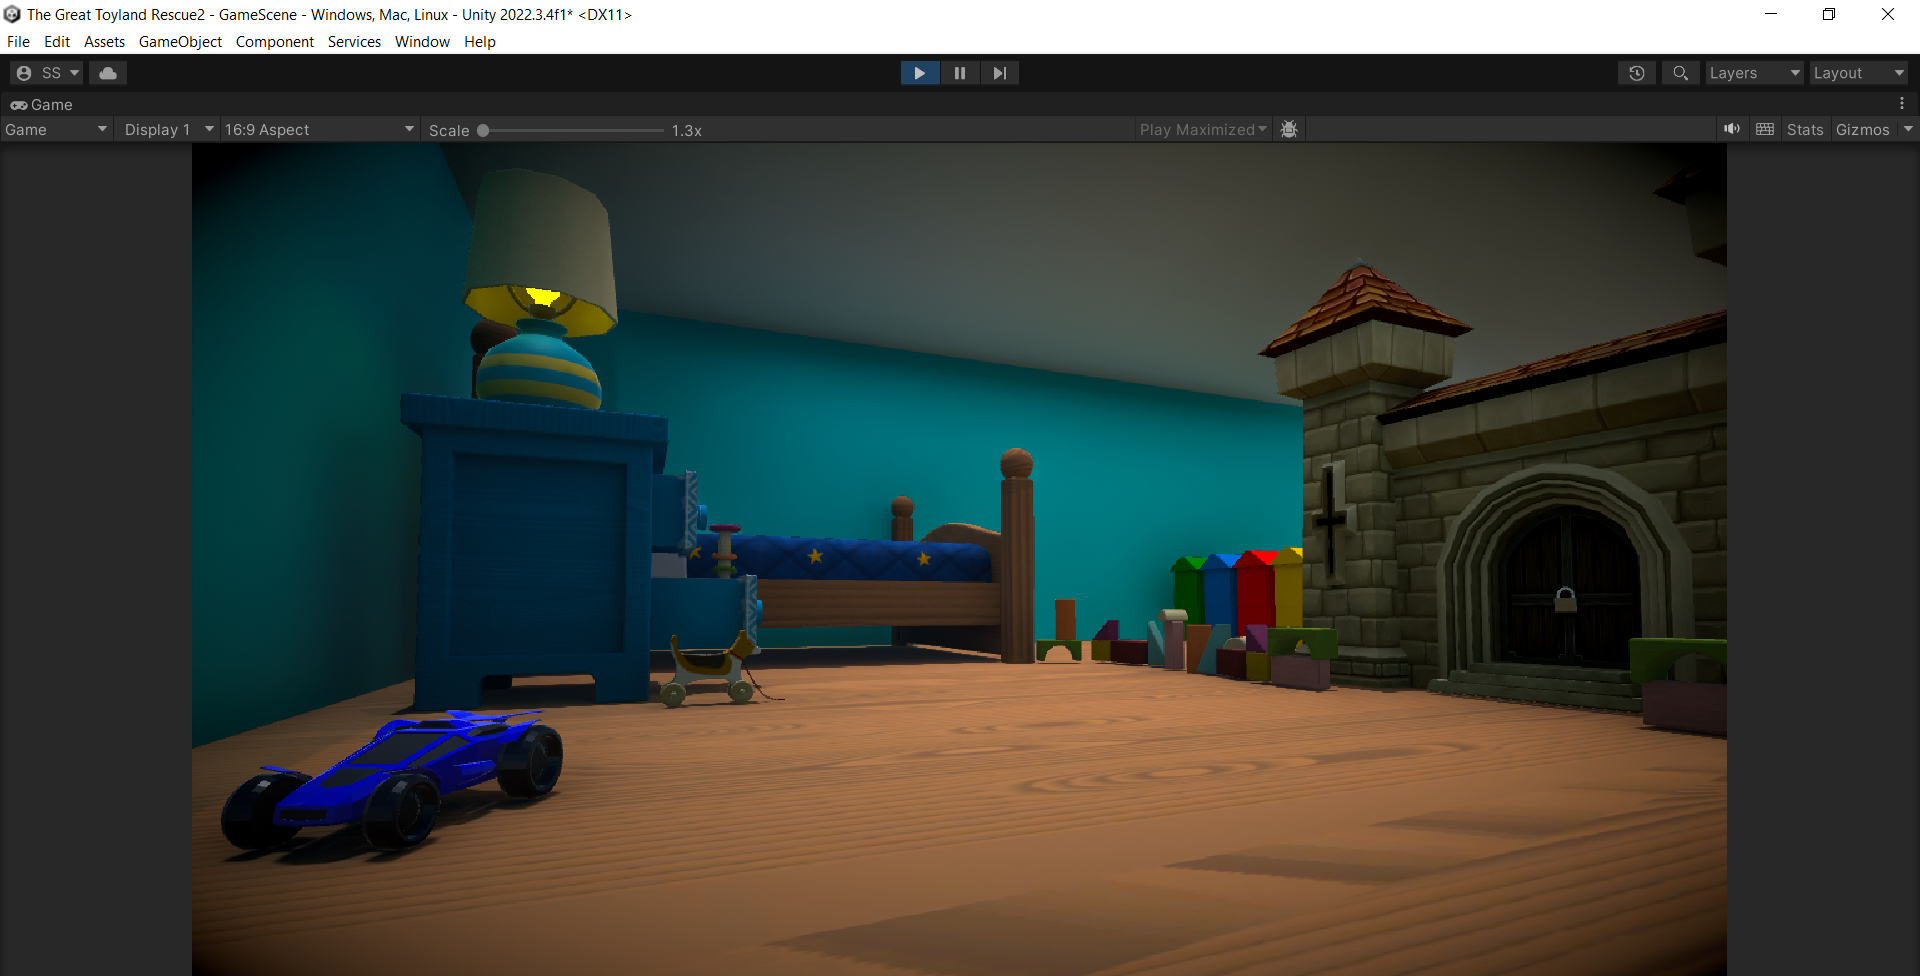 The Great Toyland Rescue2 - GameScene - Windows, Mac, Linux - Unity 2022.3.4f1* <DX11>
File Edit Assets GameObject Component Services Window Help
SS Layers Layout
Game
Game Display 1 16:9 Aspect Scale 1.3x Play Maximized Stats Gizmos